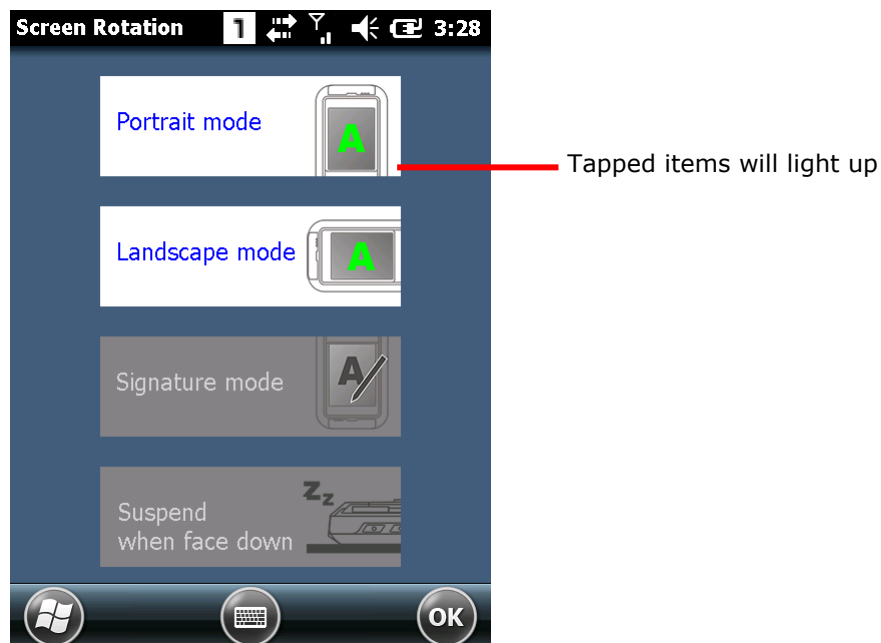 Screen Rotation 1 3:28
Portrait mode
A
Tapped items will light up
Landscape mode
A
Signature mode
A
Suspend
when face down
Zz
OK